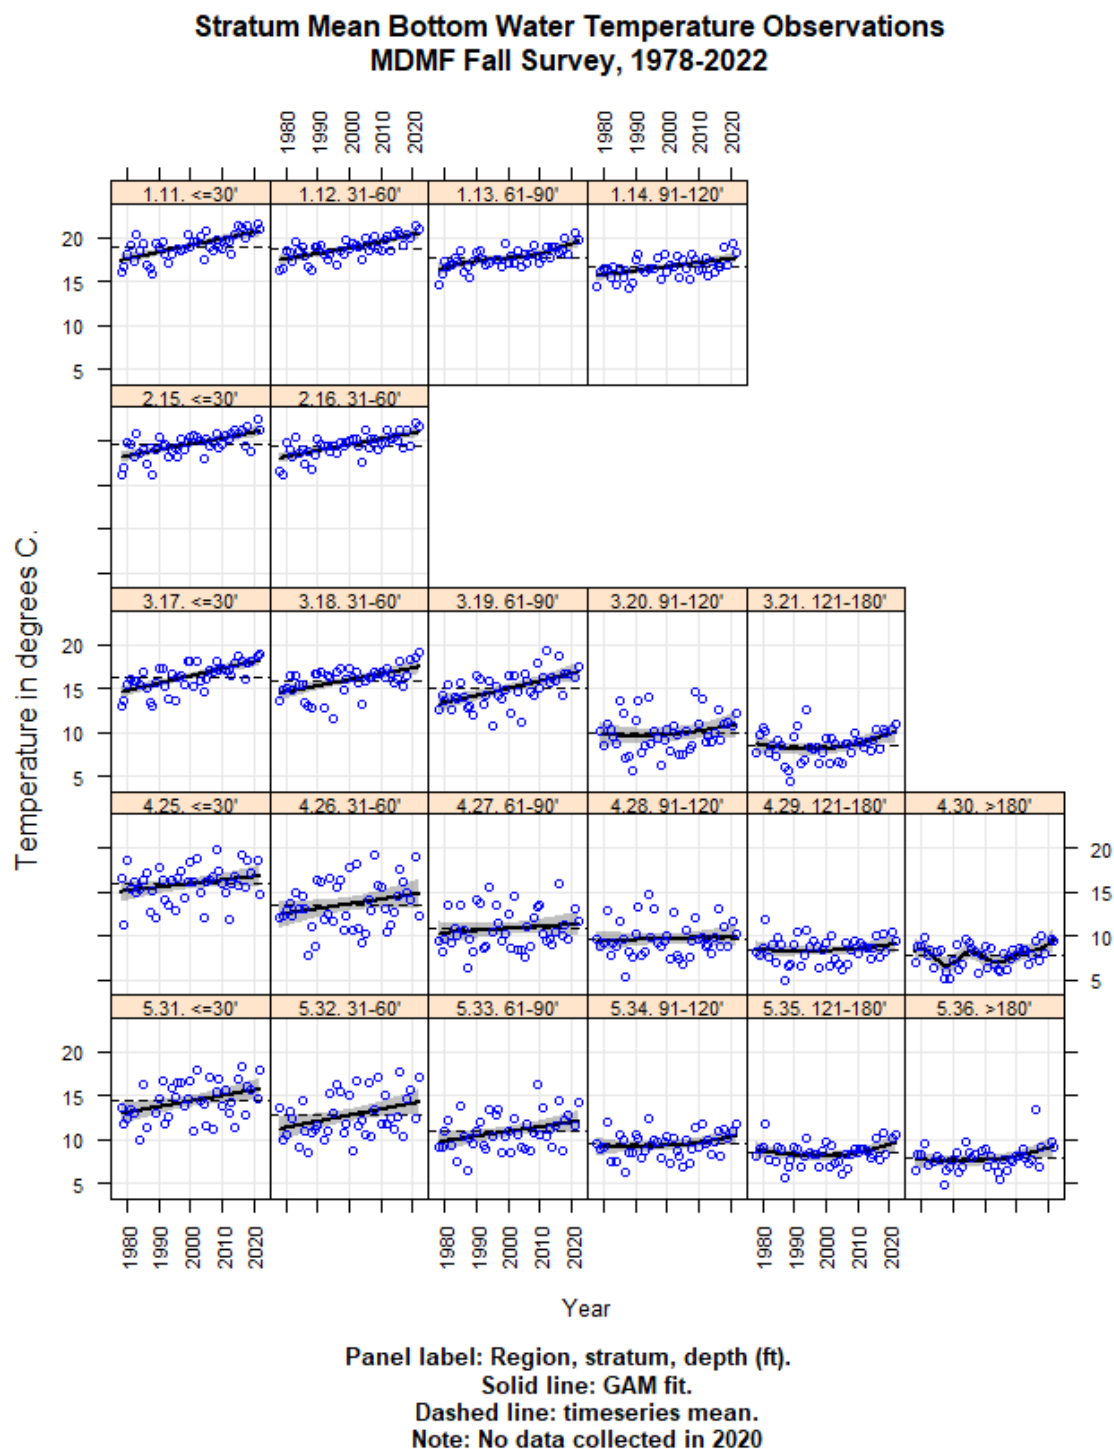 Stratum Mean Bottom Water Temperature Observations
MDMF Fall Survey, 1978-2022
1980 1990 2000 2010 2020 1980 1990 2000 2010 2020
1.11. <=30' 1.12. 31-60' 1.13. 61-90' 1.14. 91-120'
20
15
10
5
2.15. <=30' 2.16. 31-60'
3.17. <=30' 3.18. 31-60' 3.19. 61-90' 3.20. 91-120' 3.21. 121-180'
20
15
10
5
4.25. <=30' 4.26. 31-60' 4.27. 61-90' 4.28. 91-120' 4.29. 121-180' 4.30. >180'
20
15
10
5
5.31. <=30' 5.32. 31-60' 5.33. 61-90' 5.34. 91-120' 5.35. 121-180' 5.36. >180'
20
15
10
5
Temperature in degrees C.
1980 1990 2000 2010 2020 1980 1990 2000 2010 2020 1980 1990 2000 2010 2020
Year
Panel label: Region, stratum, depth (ft).
Solid line: GAM fit.
Dashed line: timeseries mean.
Note: No data collected in 2020